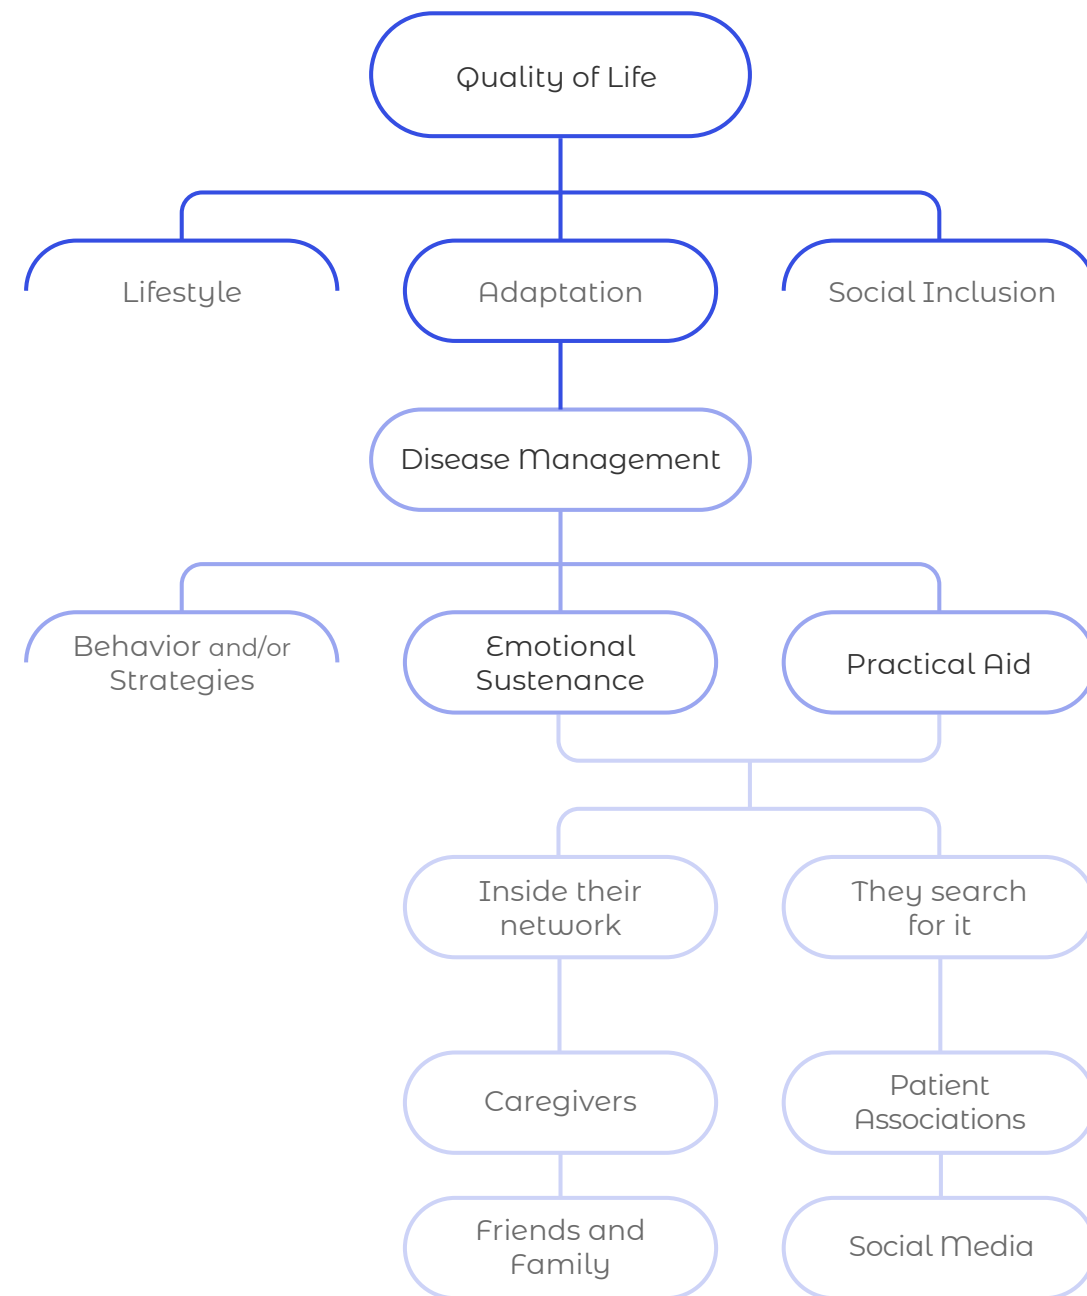 Quality of Life
Lifestyle
Adaptation
Social Inclusion
Disease Management
Behavior and/or
Strategies
Emotional
Sustenance
Practical Aid
Inside their
network
They search
for it
Caregivers
Patient
Associations
Friends and
Family
Social Media